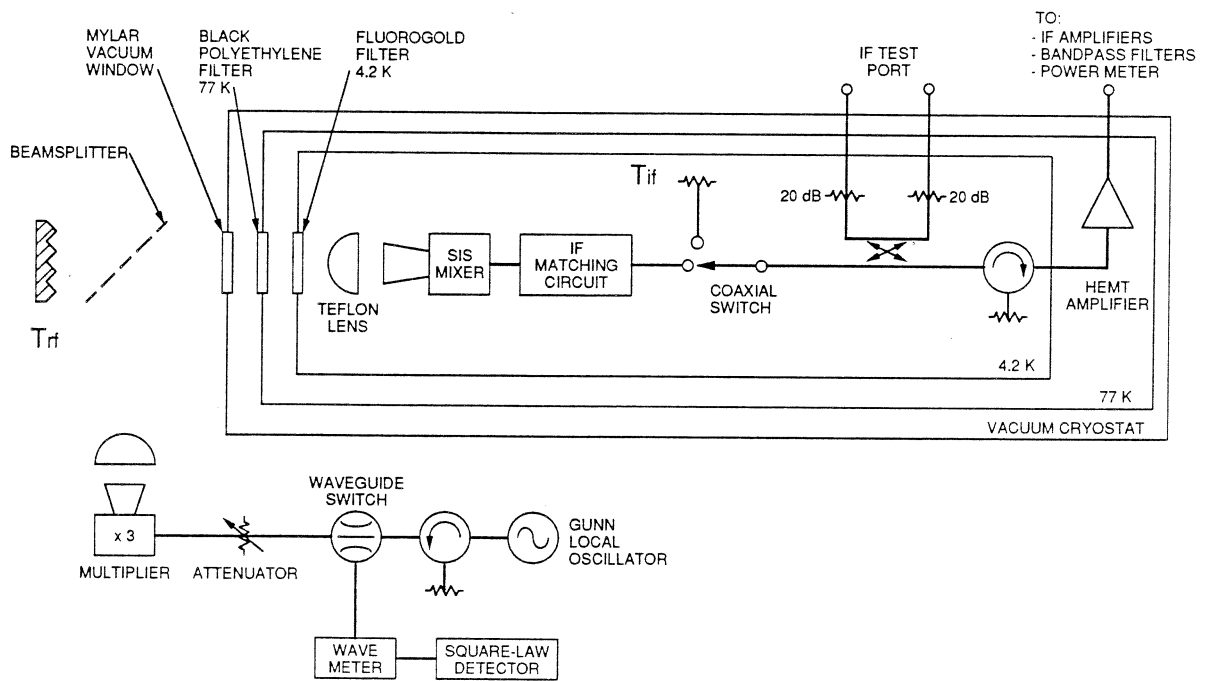 MYLAR
VACUUM
WINDOW
BLACK
POLYETHYLENE
FILTER
77 K
FLUOROGOLD
FILTER
4.2 K
IF TEST
PORT
TO:
- IF AMPLIFIERS
- BANDPASS FILTERS
- POWER METER
BEAMSPLITTER
Tif
20 dB
20 dB
SIS
MIXER
IF
MATCHING
CIRCUIT
COAXIAL
SWITCH
HEMT
AMPLIFIER
TEFLON
LENS
Trf
4.2 K
77 K
VACUUM CRYOSTAT
WAVEGUIDE
SWITCH
x 3
GUNN
LOCAL
OSCILLATOR
MULTIPLIER
ATTENUATOR
WAVE
METER
SQUARE-LAW
DETECTOR